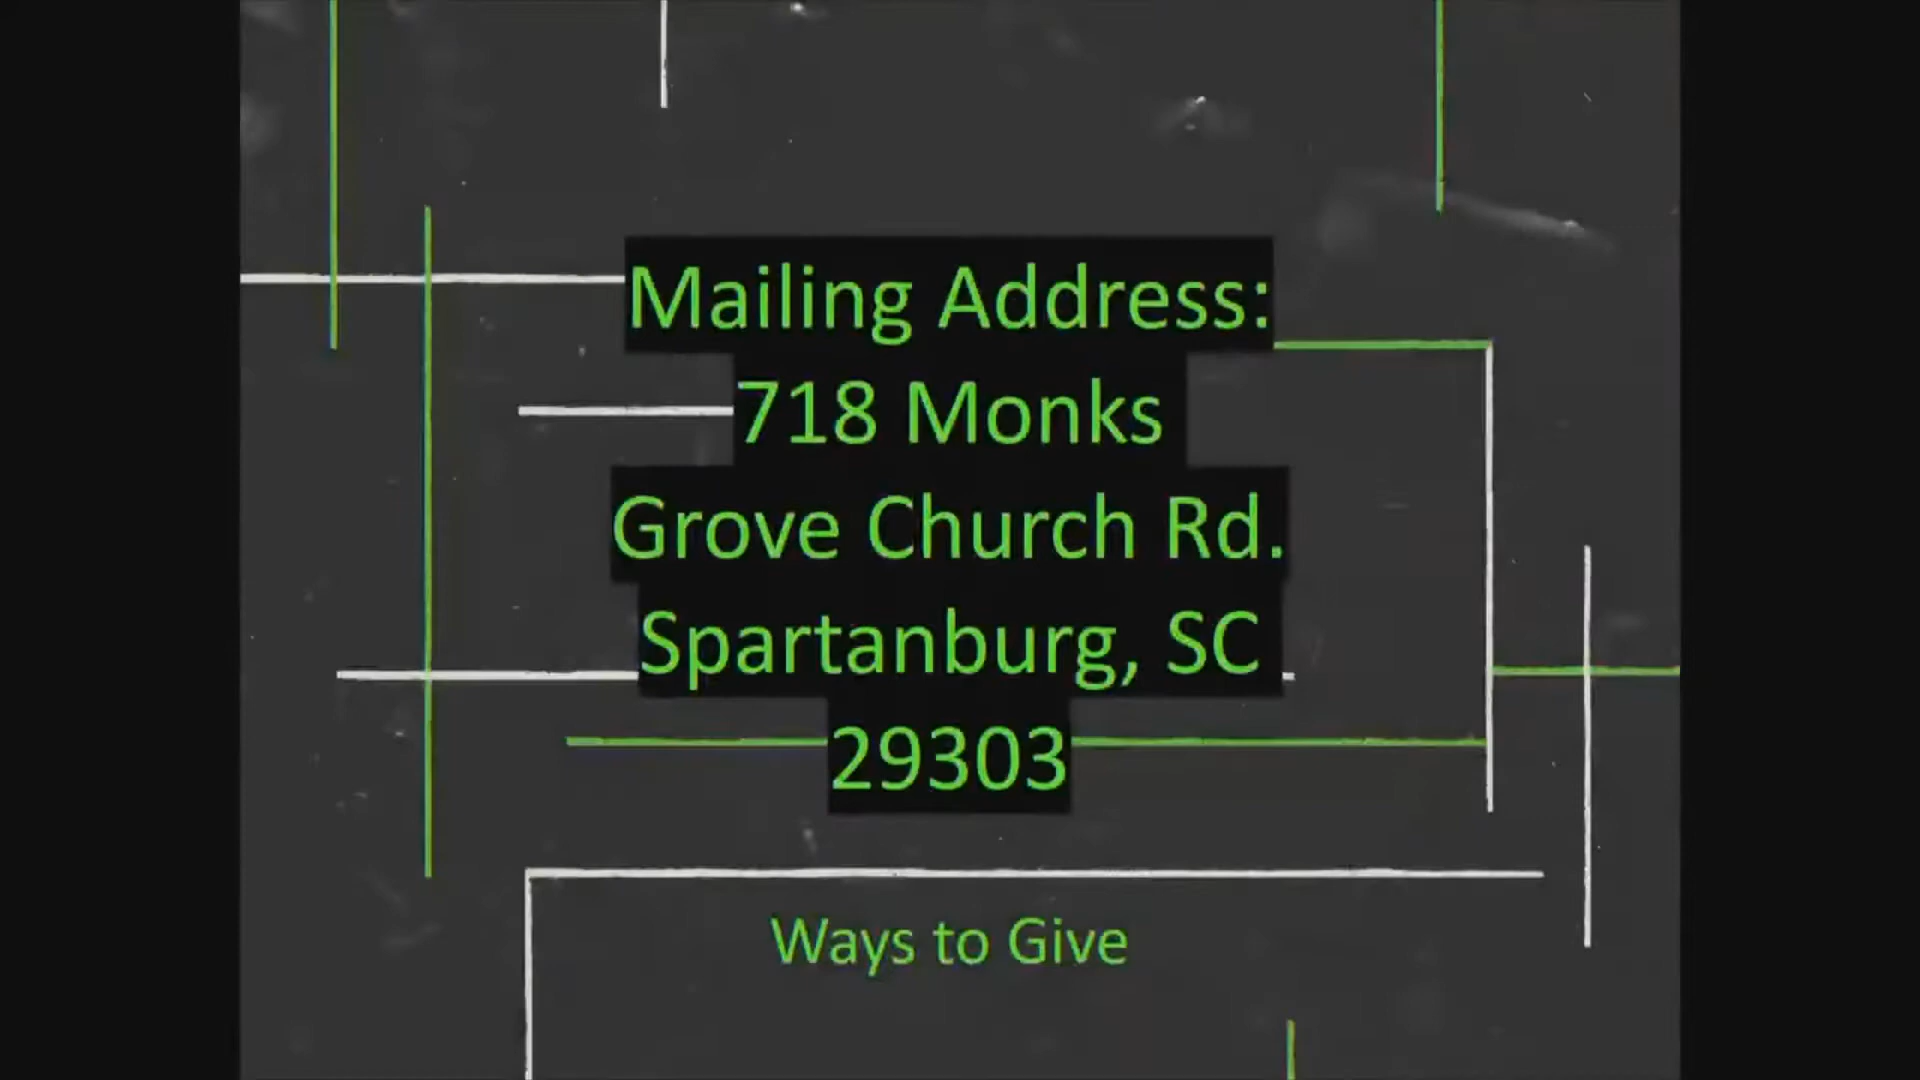 Mailing Address:
718 Monks
Grove Church Rd.
Spartanburg, SC
29303
Ways to Give